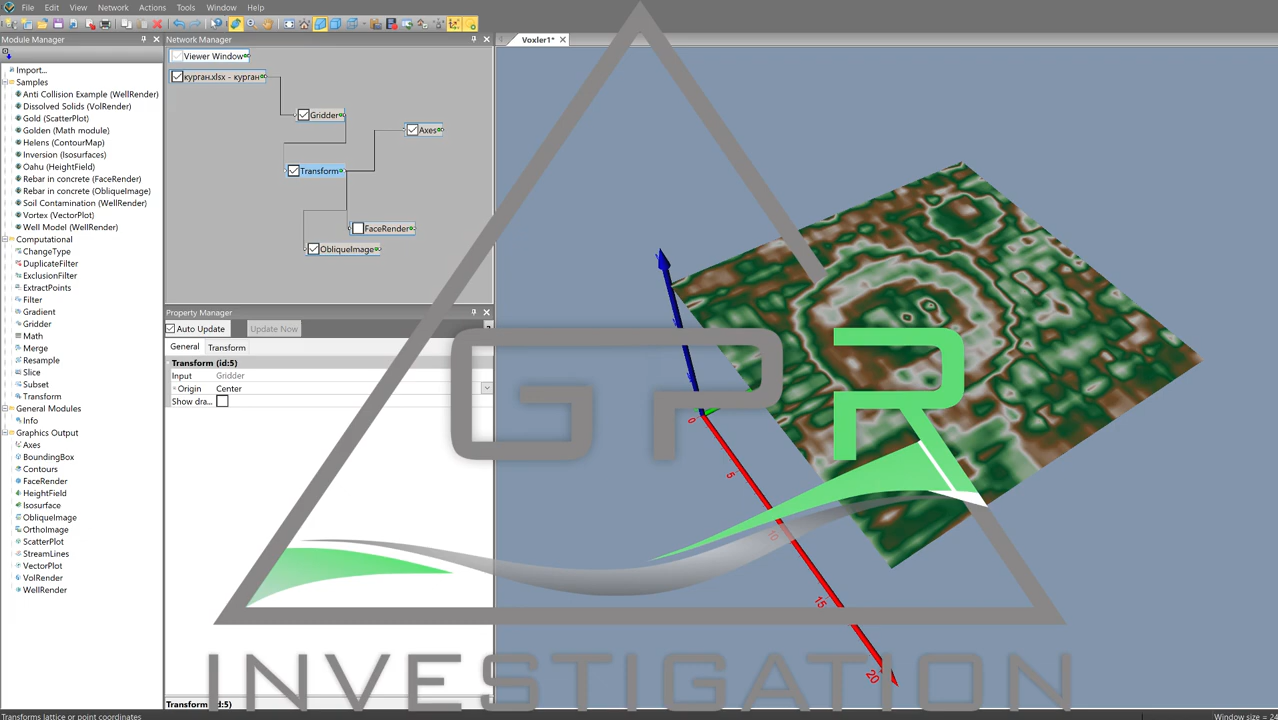 File Edit View Network Actions Tools Window Help
Module Manager
Import...
Samples
Anti Collision Example (WellRender)
Dissolved Solids (VolRender)
Gold (ScatterPlot)
Golden (Math module)
Helens (ContourMap)
Inversion (Isosurfaces)
Oahu (HeightField)
Rebar in concrete (FaceRender)
Rebar in concrete (ObliqueImage)
Soil Contamination (WellRender)
Vortex (VectorPlot)
Well Model (WellRender)
Computational
ChangeType
DuplicateFilter
ExclusionFilter
ExtractPoints
Filter
Gradient
Gridder
Math
Merge
Resample
Slice
Subset
Transform
General Modules
Info
Graphics Output
Axes
BoundingBox
Contours
FaceRender
HeightField
Isosurface
ObliqueImage
OrthoImage
ScatterPlot
StreamLines
VectorPlot
VolRender
WellRender
Network Manager
Viewer Window
курган.xlsx - курган
Gridder
Axes
Transform
FaceRender
ObliqueImage
Property Manager
Auto Update Update Now
General Transform
Transform (id:5)
Input Gridder
Origin Center
Show dra...
Transform (id:5)
Voxler1*
0
5
10
15
20
GPR
INVESTIGATION
Transforms lattice or point coordinates
Window size = 24